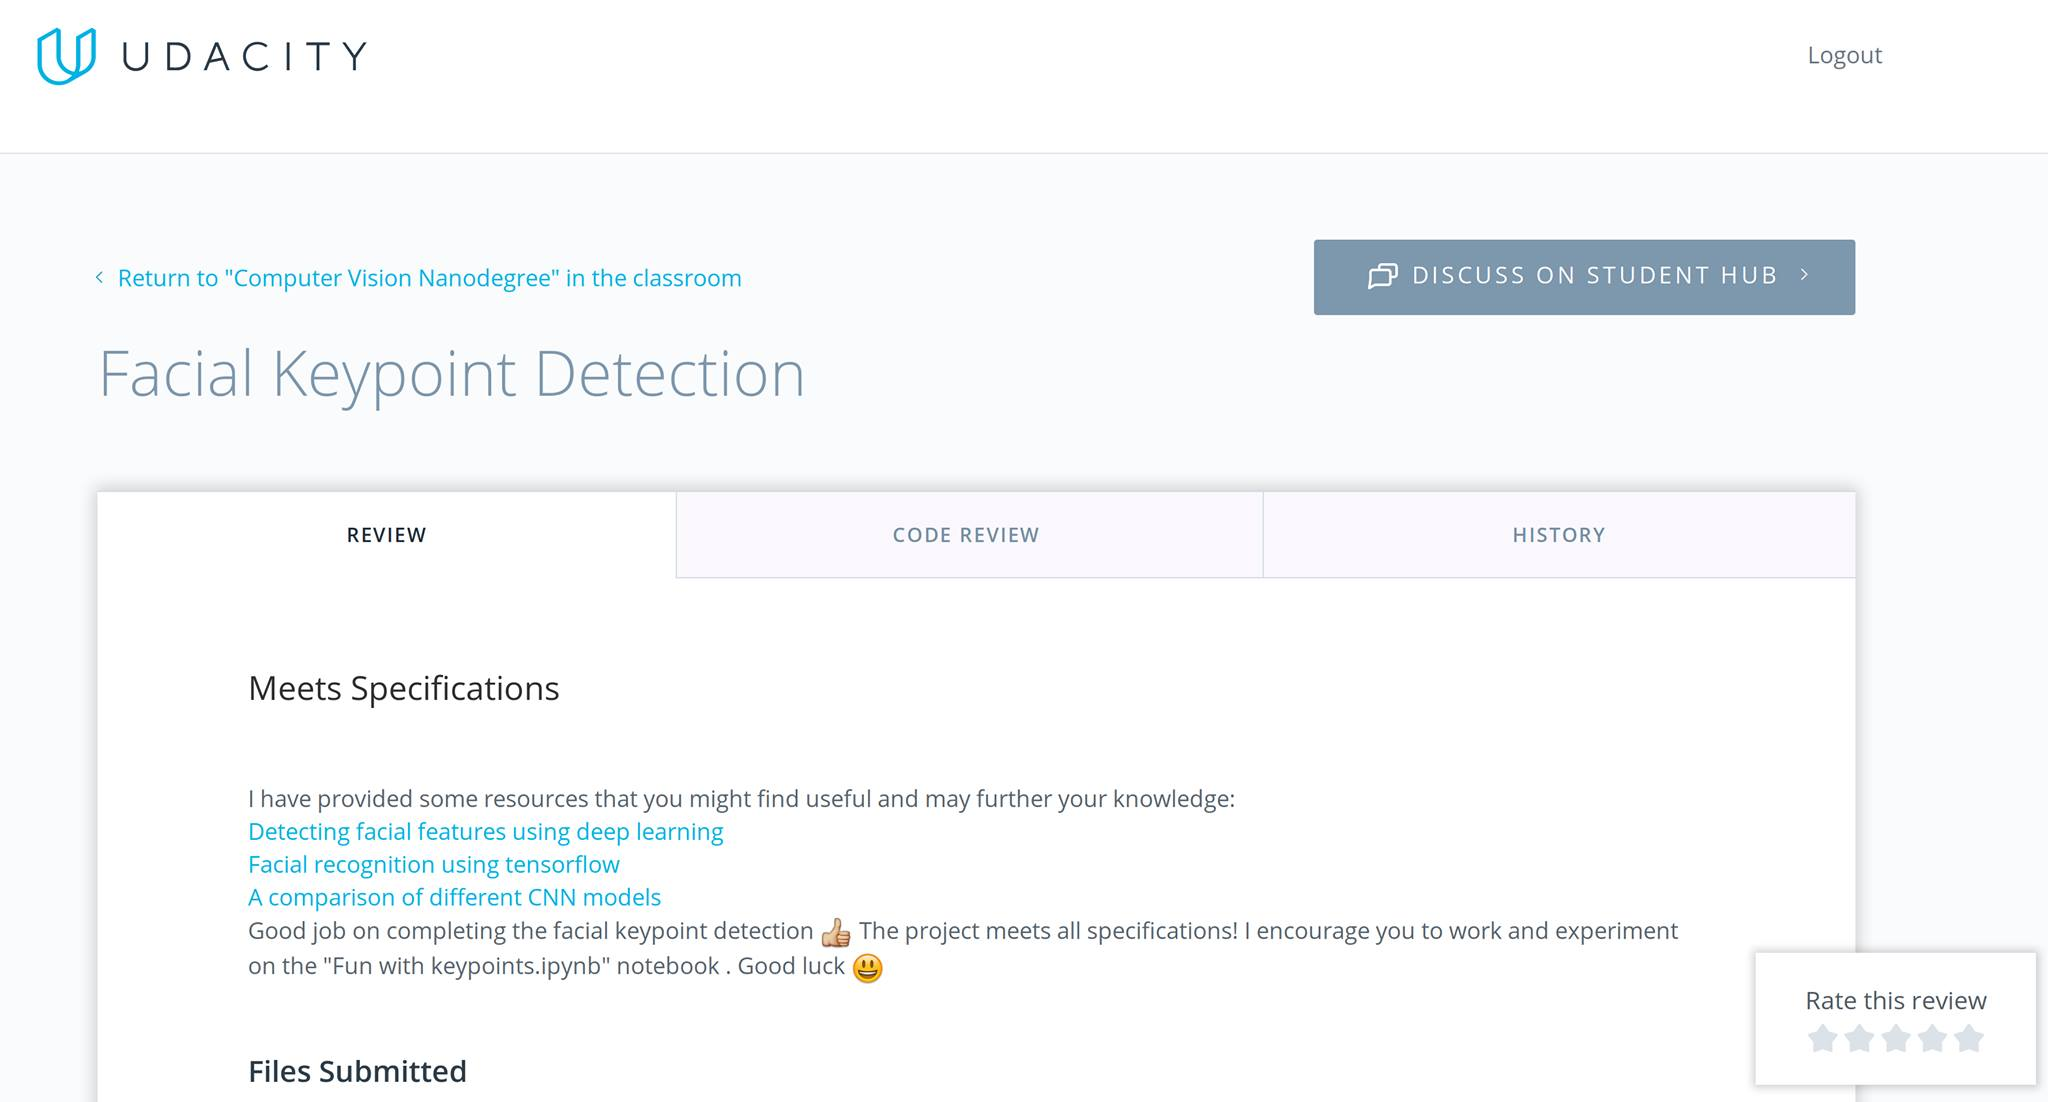 UDACITY
Logout
Return to "Computer Vision Nanodegree" in the classroom
DISCUSS ON STUDENT HUB
Facial Keypoint Detection
REVIEW
CODE REVIEW
HISTORY
Meets Specifications
I have provided some resources that you might find useful and may further your knowledge:
Detecting facial features using deep learning
Facial recognition using tensorflow
A comparison of different CNN models
Good job on completing the facial keypoint detection 👍 The project meets all specifications! I encourage you to work and experiment
on the "Fun with keypoints.ipynb" notebook . Good luck 😃
Rate this review
Files Submitted